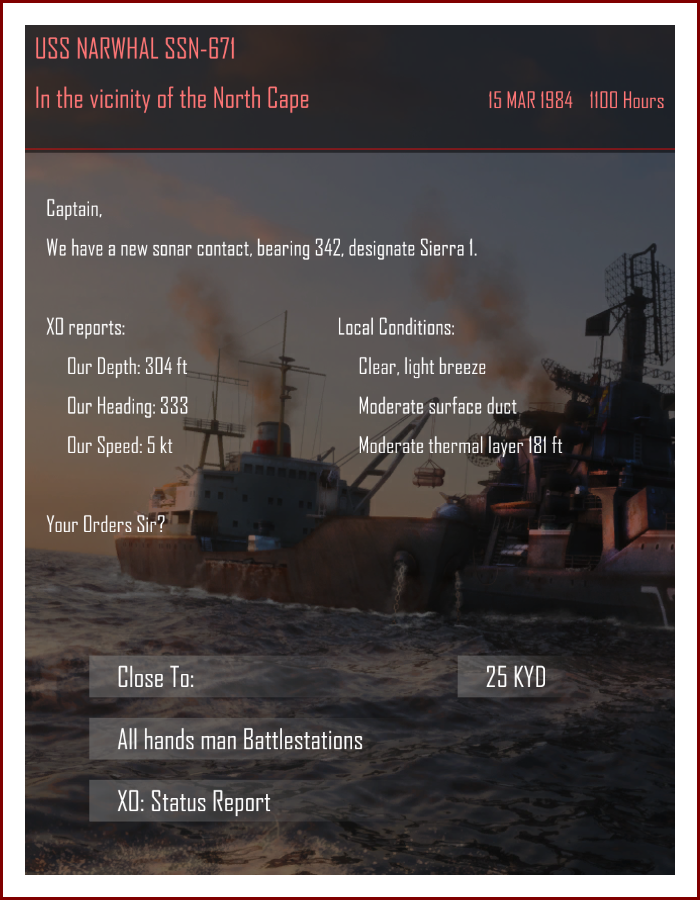 USS NARWHAL SSN-671
In the vicinity of the North Cape
15 MAR 1984 1100 Hours
Captain,
We have a new sonar contact, bearing 342, designate Sierra 1.
XO reports:
Our Depth: 304 ft
Our Heading: 333
Our Speed: 5 kt
Local Conditions:
Clear, light breeze
Moderate surface duct
Moderate thermal layer 181 ft
Your Orders Sir?
Close To:
25 KYD
All hands man Battlestations
XO: Status Report